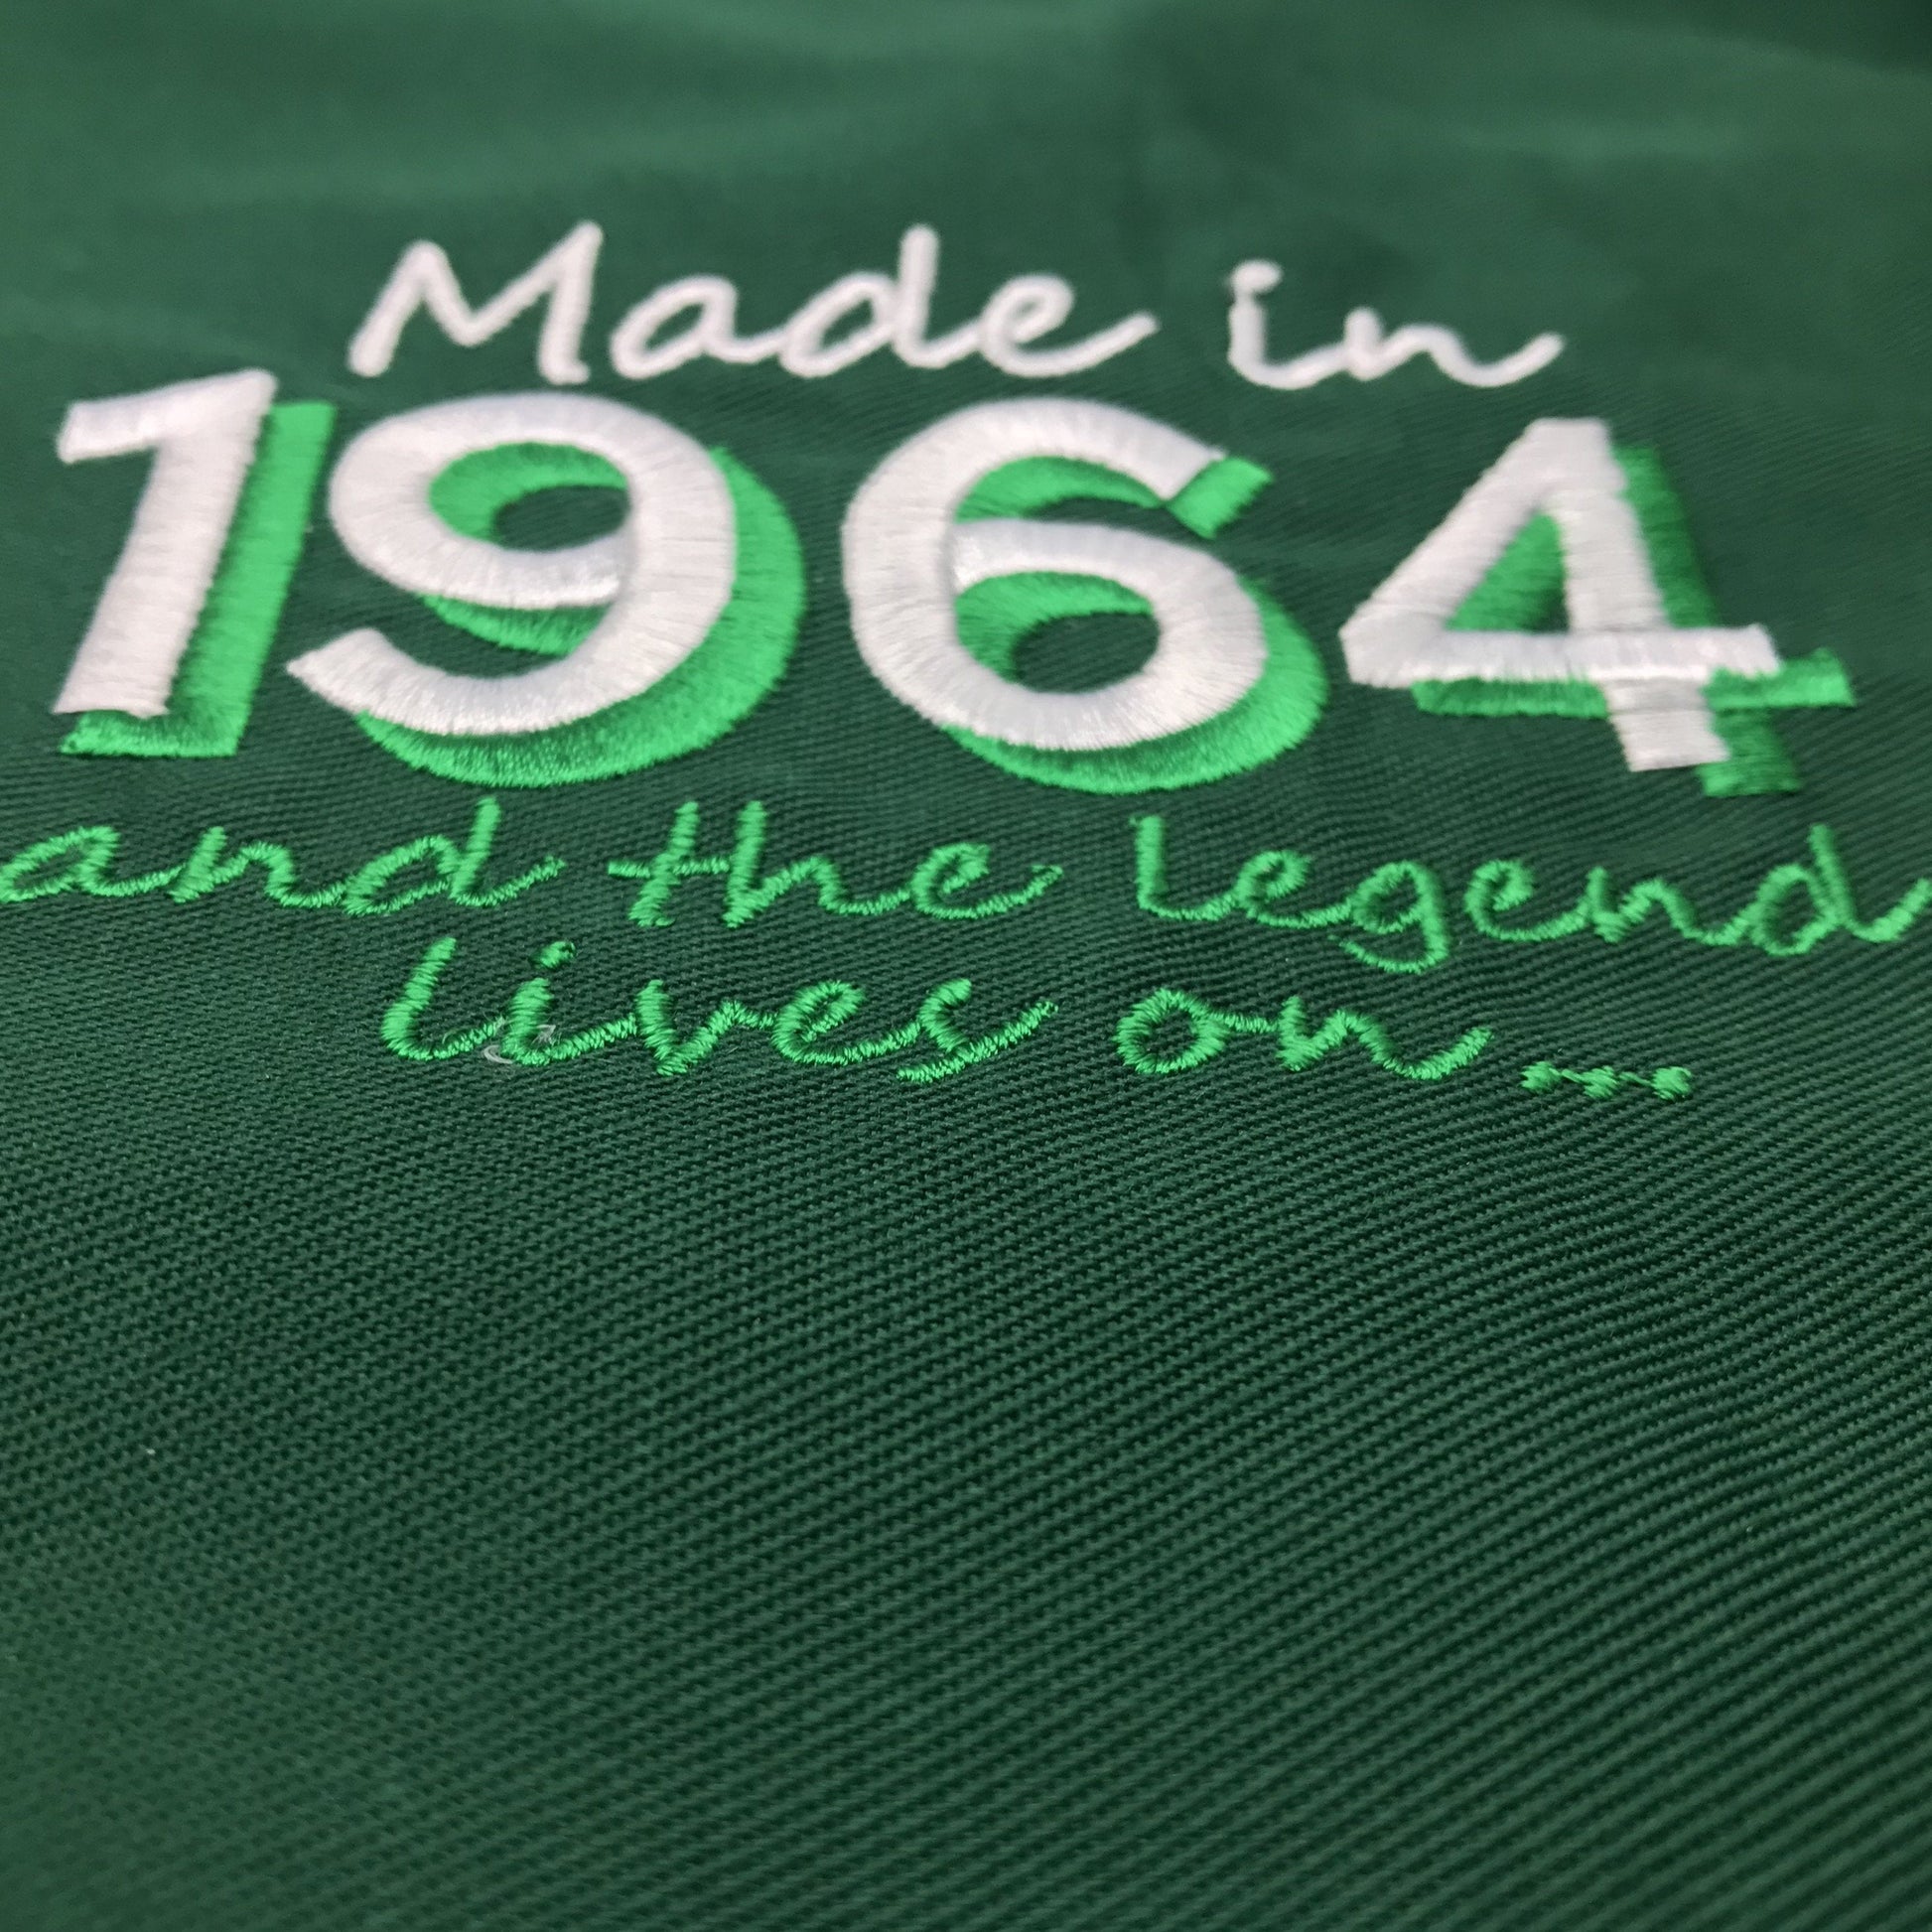 Made in
1964
and the legend
lives on...